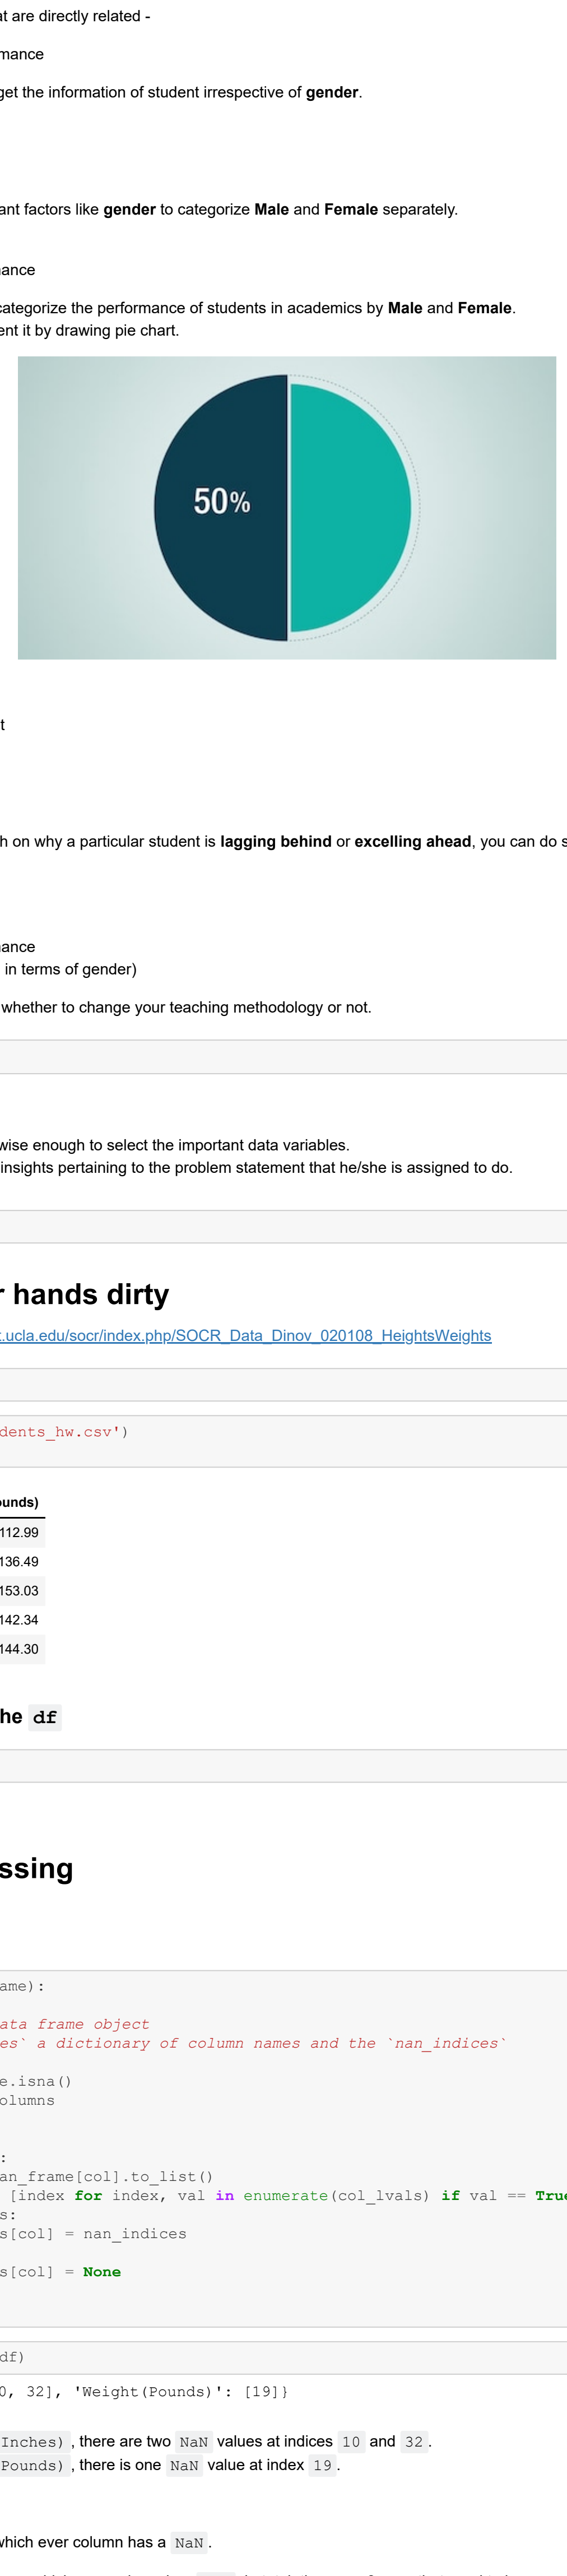 at are directly related -
mance
get the information of student irrespective of gender.
ant factors like gender to categorize Male and Female separately.
ance
categorize the performance of students in academics by Male and Female.
ent it by drawing pie chart.
50%
t
h on why a particular student is lagging behind or excelling ahead, you can do s
ance
in terms of gender)
whether to change your teaching methodology or not.
wise enough to select the important data variables.
insights pertaining to the problem statement that he/she is assigned to do.
r hands dirty
t.ucla.edu/socr/index.php/SOCR_Data_Dinov_020108_HeightsWeights
dents_hw.csv')
ounds)
112.99
136.49
153.03
142.34
144.30
he df
ssing
ame):
ata frame object
es` a dictionary of column names and the `nan_indices`
e.isna()
olumns
:
an_frame[col].to_list()
[index for index, val in enumerate(col_lvals) if val == True
s:
s[col] = nan_indices
s[col] = None
df)
0, 32], 'Weight(Pounds)': [19]}
Inches) , there are two NaN values at indices 10 and 32 .
Pounds) , there is one NaN value at index 19 .
which ever column has a NaN .